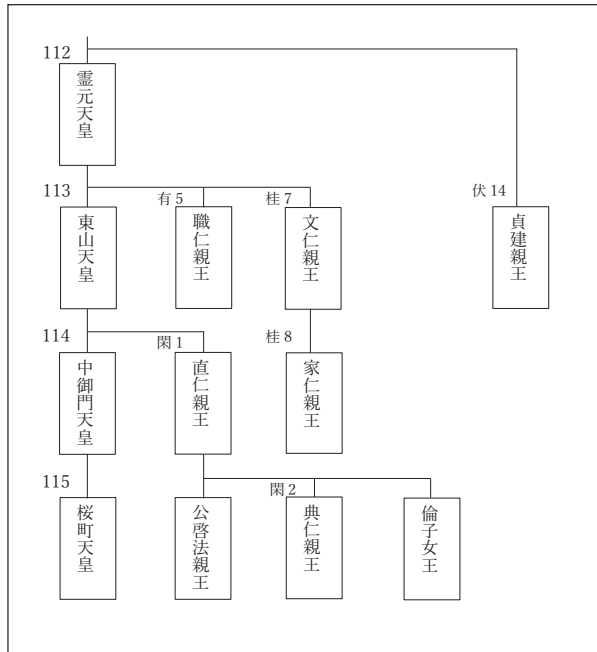 112
霊元天皇
113
有 5
桂 7
伏 14
東山天皇
職仁親王
文仁親王
貞建親王
114
閑 1
桂 8
中御門天皇
直仁親王
家仁親王
115
閑 2
桜町天皇
公啓法親王
典仁親王
倫子女王